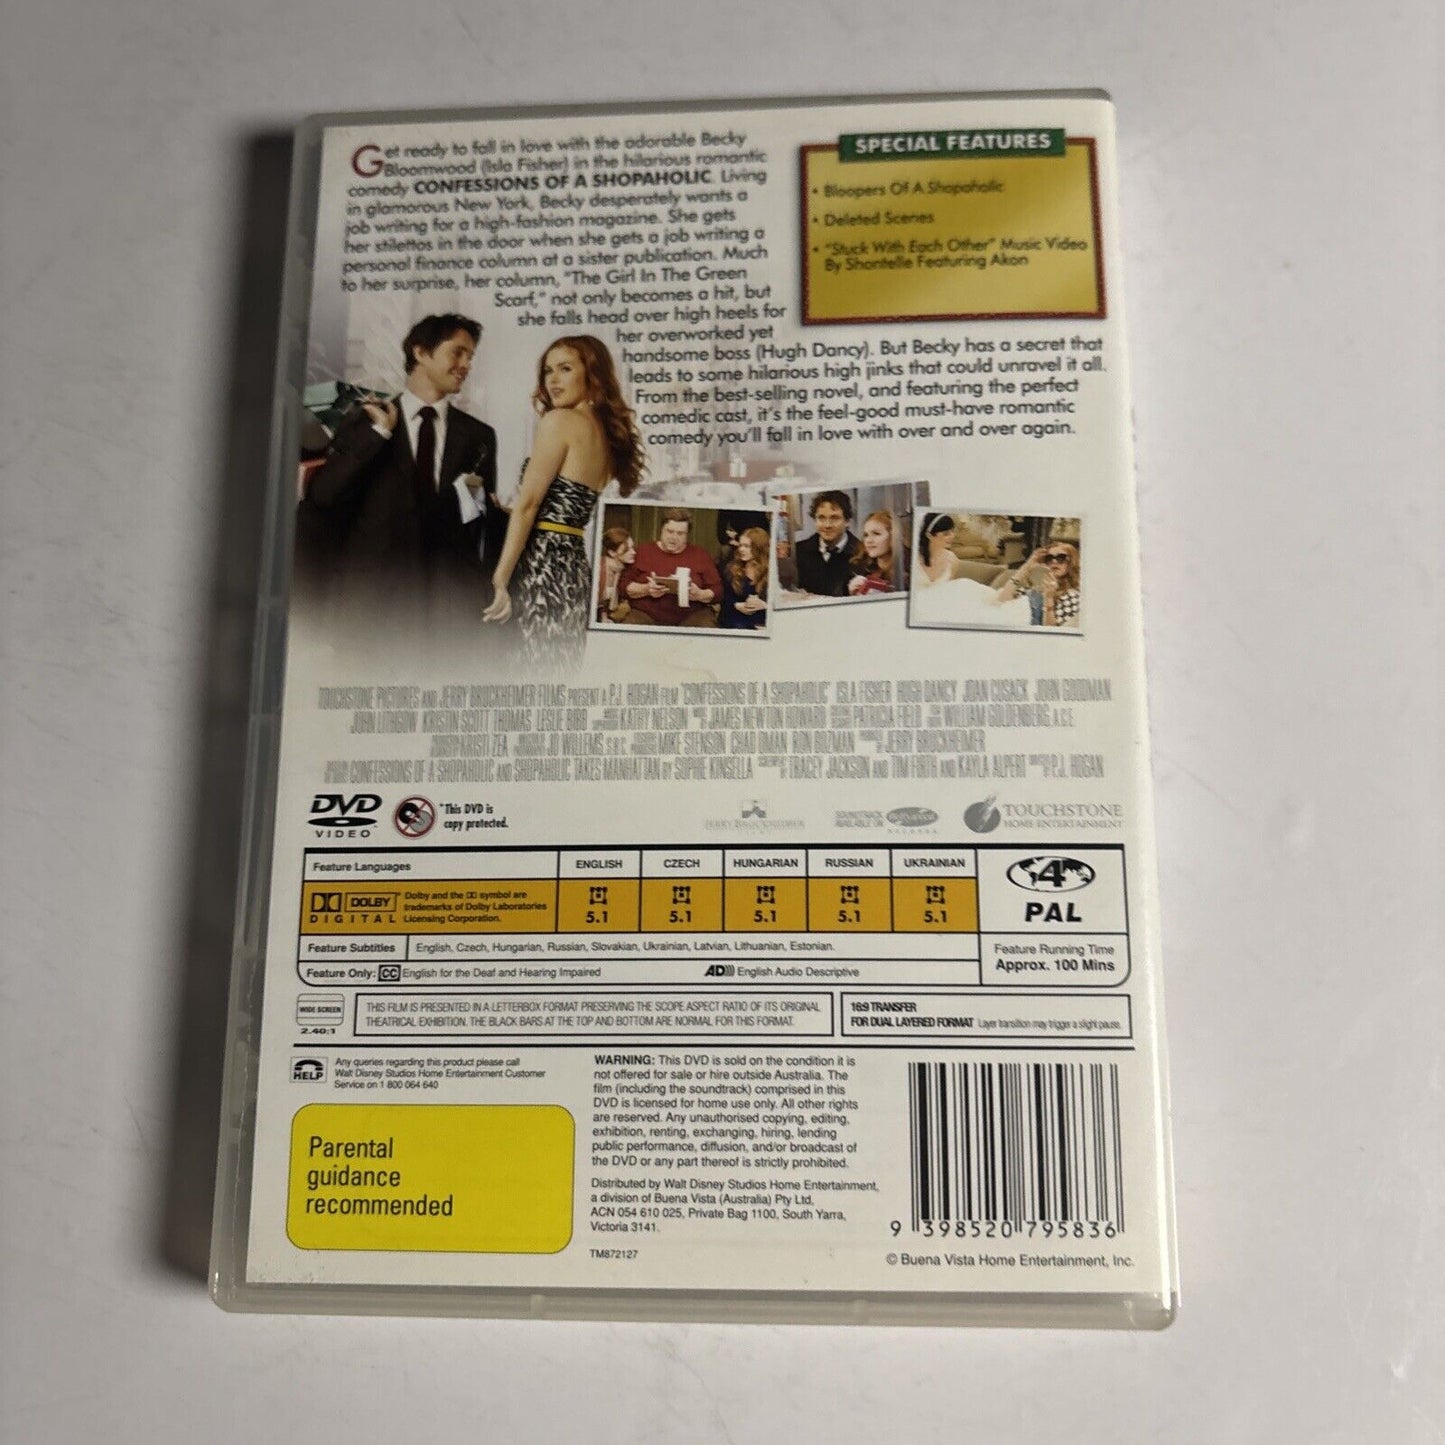 Get ready to fall in love with the adorable Becky
Bloomwood (Isla Fisher) in the hilarious romantic
comedy CONFESSIONS OF A SHOPAHOLIC. Living
in glamorous New York, Becky desperately wants a
job writing for a high-fashion magazine. She gets
her stilettos in the door when she gets a job writing a
personal finance column at a sister publication. Much
to her surprise, her column, "The Girl In The Green
Scarf," not only becomes a hit, but
she falls head over high heels for
her overworked yet
handsome boss (Hugh Dancy). But Becky has a secret that
leads to some hilarious high jinks that could unravel it all.
From the best-selling novel, and featuring the perfect
comedic cast, it's the feel-good must-have romantic
comedy you'll fall in love with over and over again.
SPECIAL FEATURES
• Bloopers Of A Shopaholic
• Deleted Scenes
• "Stuck With Each Other" Music Video
By Shontelle Featuring Akon
TOUCHSTONE PICTURES AND JERRY BRUCKHEIMER FILMS PRESENT A P.J. HOGAN FILM "CONFESSIONS OF A SHOPAHOLIC" ISLA FISHER HUGH DANCY JOAN CUSACK JOHN GOODMAN
JOHN LITHGOW KRISTIN SCOTT THOMAS LESLIE BIBB KATHY NELSON JAMES NEWTON HOWARD PATRICIA FIELD WILLIAM GOLDENBERG, A.C.E.
KRISTI ZEA JO WILLEMS, S.B.C. MIKE STENSON CHAD OMAN RON BOZMAN JERRY BRUCKHEIMER
CONFESSIONS OF A SHOPAHOLIC AND SHOPAHOLIC TAKES MANHATTAN BY SOPHIE KINSELLA TRACEY JACKSON AND TIM FIRTH AND KAYLA ALPERT P.J. HOGAN
DVD
VIDEO
*This DVD is
copy protected.
JERRY BRUCKHEIMER
SOUNDTRACK
AVAILABLE ON
RECORDS
TOUCHSTONE
HOME ENTERTAINMENT
Feature Languages
ENGLISH CZECH HUNGARIAN RUSSIAN UKRAINIAN
DOLBY
DIGITAL
Dolby and the DD symbol are
trademarks of Dolby Laboratories
Licensing Corporation.
5.1 5.1 5.1 5.1 5.1
4
PAL
Feature Subtitles English, Czech, Hungarian, Russian, Slovakian, Ukrainian, Latvian, Lithuanian, Estonian.
Feature Only: CC English for the Deaf and Hearing Impaired AD))) English Audio Descriptive
Feature Running Time
Approx. 100 Mins
WIDE SCREEN
2.40:1
THIS FILM IS PRESENTED IN A LETTERBOX FORMAT PRESERVING THE SCOPE ASPECT RATIO OF ITS ORIGINAL
THEATRICAL EXHIBITION. THE BLACK BARS AT THE TOP AND BOTTOM ARE NORMAL FOR THIS FORMAT.
16:9 TRANSFER
FOR DUAL LAYERED FORMAT Layer transition may trigger a slight pause.
HELP
Any queries regarding this product please call
Walt Disney Studios Home Entertainment Customer
Service on 1 800 064 640
Parental
guidance
recommended
WARNING: This DVD is sold on the condition it is
not offered for sale or hire outside Australia. The
film (including the soundtrack) comprised in this
DVD is licensed for home use only. All other rights
are reserved. Any unauthorised copying, editing,
exhibition, renting, exchanging, hiring, lending
public performance, diffusion, and/or broadcast of
the DVD or any part thereof is strictly prohibited.
Distributed by Walt Disney Studios Home Entertainment,
a division of Buena Vista (Australia) Pty Ltd,
ACN 054 610 025, Private Bag 1100, South Yarra,
Victoria 3141.
TM872127
9 398520 795836
© Buena Vista Home Entertainment, Inc.